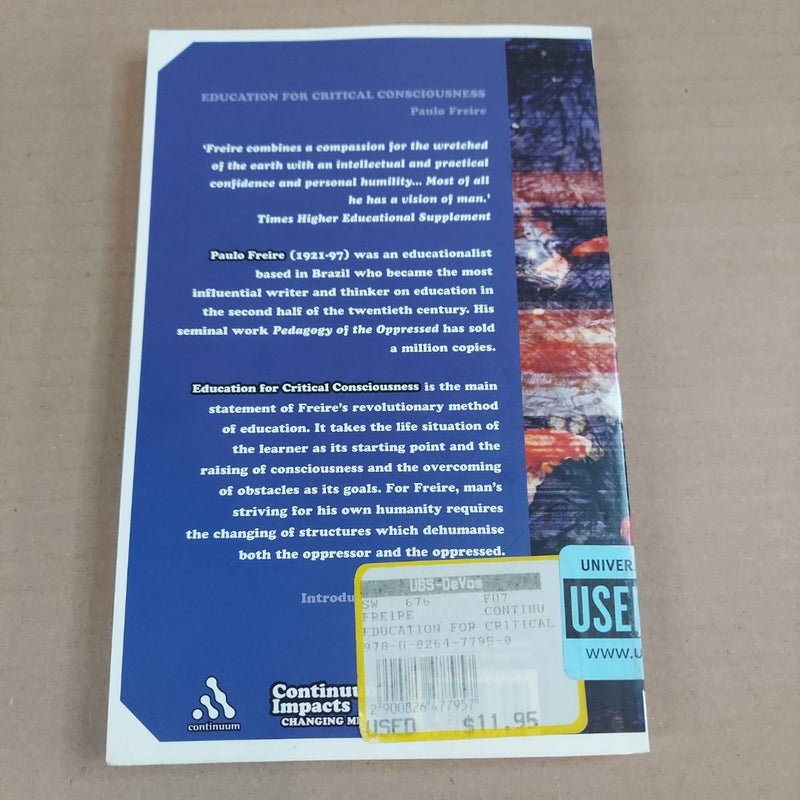 EDUCATION FOR CRITICAL CONSCIOUSNESS
Paulo Freire
'Freire combines a compassion for the wretched
of the earth with an intellectual and practical
confidence and personal humility... Most of all
he has a vision of man.'
Times Higher Educational Supplement
Paulo Freire (1921-97) was an educationalist
based in Brazil who became the most
influential writer and thinker on education in
the second half of the twentieth century. His
seminal work Pedagogy of the Oppressed has sold
a million copies.
Education for Critical Consciousness is the main
statement of Freire's revolutionary method
of education. It takes the life situation of
the learner as its starting point and the
raising of consciousness and the overcoming
of obstacles as its goals. For Freire, man's
striving for his own humanity requires
the changing of structures which dehumanise
both the oppressor and the oppressed.
UBS-DeVos
SW 676 F07
FREIRE CONTINU
EDUCATION FOR CRITICAL
978-0-8264-7795-8
2900826477957
USED $11.95
continuum
Impacts
CHANGING